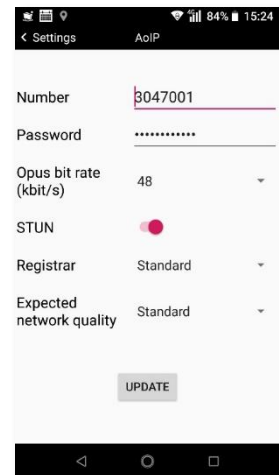 84% 15:24
< Settings AoIP
Number 3047001
Password ••••••••••••
Opus bit rate
(kbit/s) 48
STUN
Registrar Standard
Expected
network quality Standard
UPDATE